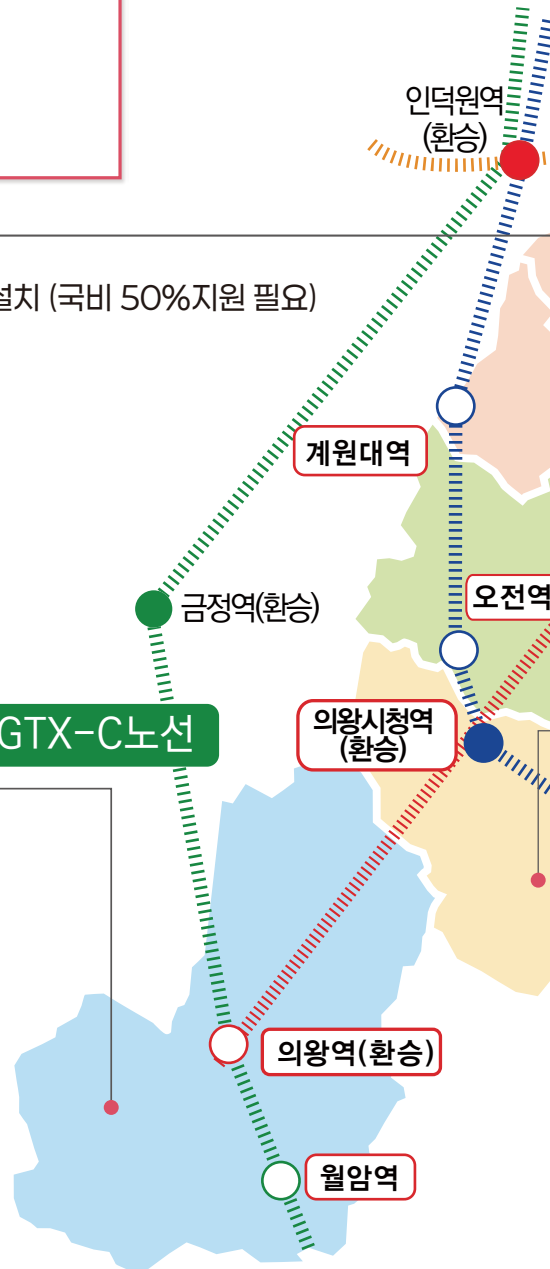 인덕원역
(환승)
설치 (국비 50%지원 필요)
계원대역
오전역
금정역(환승)
GTX-C노선
의왕시청역
(환승)
의왕역(환승)
월암역